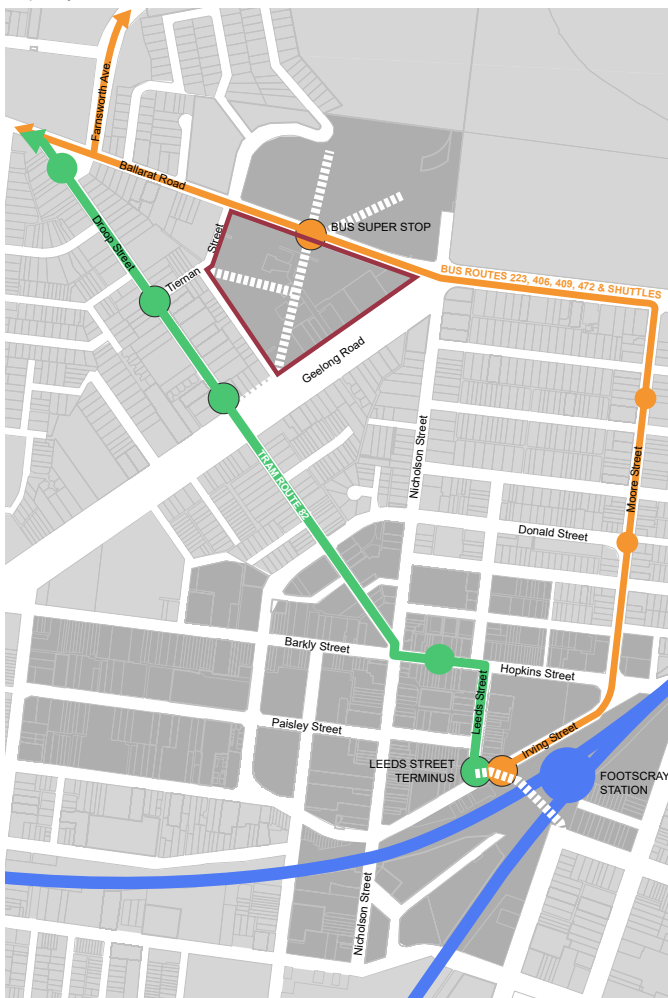 Farnsworth Ave.
Ballarat Road
BUS SUPER STOP
Droop Street
Tiernan
Street
BUS ROUTES 223, 406, 409, 472 & SHUTTLES
Geelong Road
Nicholson Street
TRAM ROUTE 82
Moore Street
Donald Street
Barkly Street
Hopkins Street
Leeds Street
Paisley Street
Irving Street
LEEDS STREET
TERMINUS
FOOTSCRAY
STATION
Nicholson Street